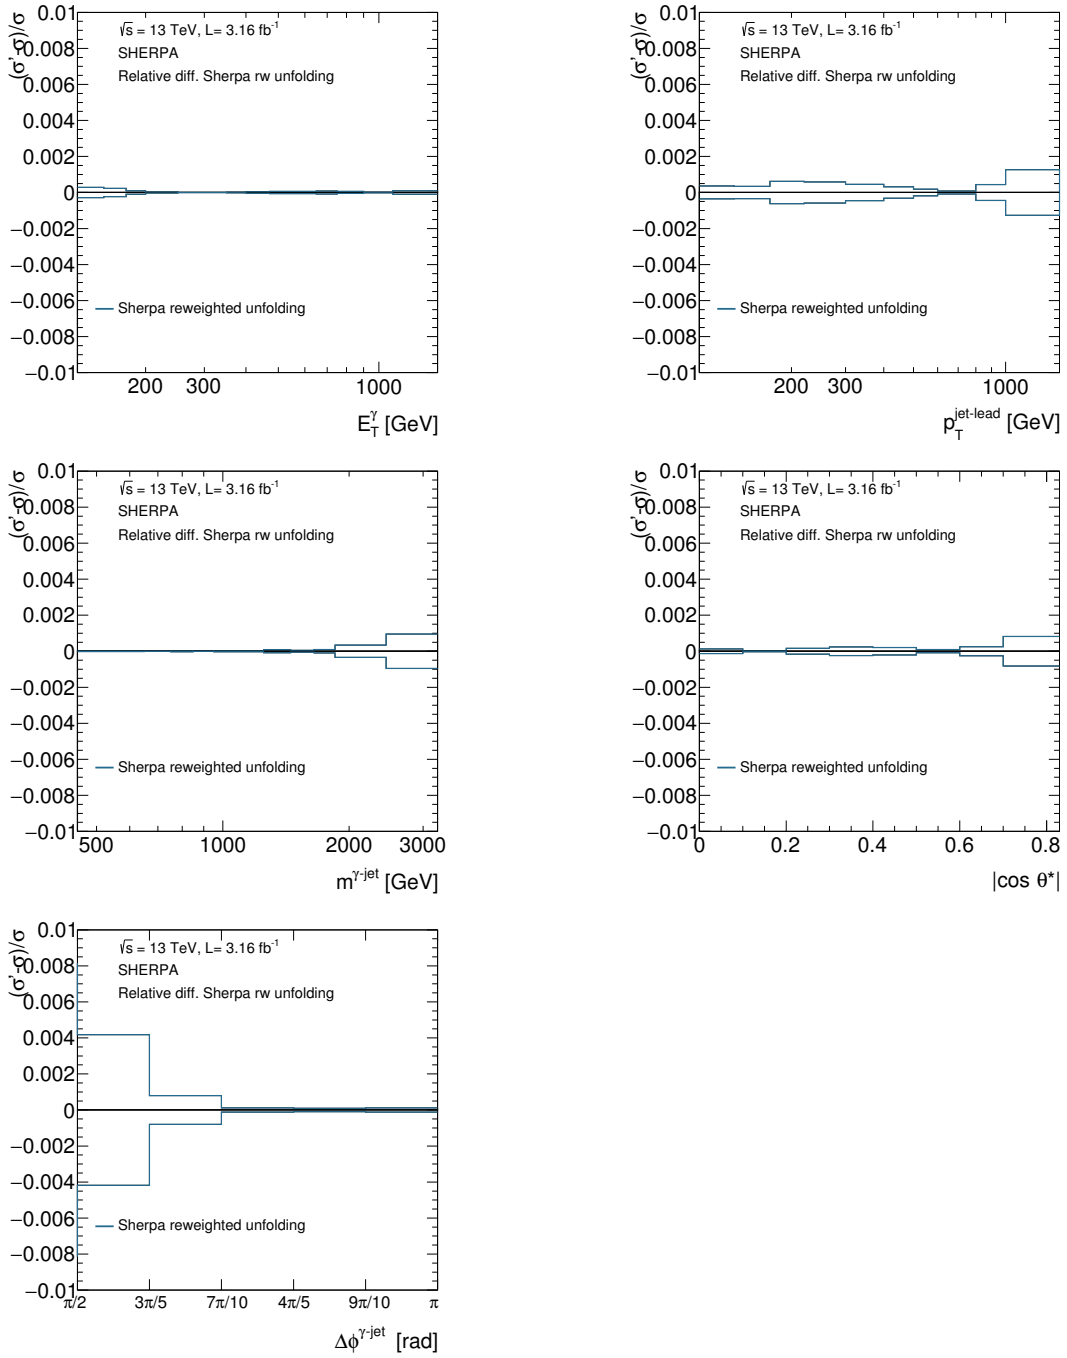 (σ'-σ)/σ
√s = 13 TeV, L= 3.16 fb⁻¹
SHERPA
Relative diff. Sherpa rw unfolding
0.01
0.008
0.006
0.004
0.002
0
−0.002
−0.004
−0.006
−0.008
−0.01
Sherpa reweighted unfolding
200 300 1000
E_T^γ [GeV]
(σ'-σ)/σ
√s = 13 TeV, L= 3.16 fb⁻¹
SHERPA
Relative diff. Sherpa rw unfolding
0.01
0.008
0.006
0.004
0.002
0
−0.002
−0.004
−0.006
−0.008
−0.01
Sherpa reweighted unfolding
200 300 1000
p_T^jet-lead [GeV]
(σ'-σ)/σ
√s = 13 TeV, L= 3.16 fb⁻¹
SHERPA
Relative diff. Sherpa rw unfolding
0.01
0.008
0.006
0.004
0.002
0
−0.002
−0.004
−0.006
−0.008
−0.01
Sherpa reweighted unfolding
500 1000 2000 3000
m^γ-jet [GeV]
(σ'-σ)/σ
√s = 13 TeV, L= 3.16 fb⁻¹
SHERPA
Relative diff. Sherpa rw unfolding
0.01
0.008
0.006
0.004
0.002
0
−0.002
−0.004
−0.006
−0.008
−0.01
Sherpa reweighted unfolding
0 0.2 0.4 0.6 0.8
|cos θ*|
(σ'-σ)/σ
√s = 13 TeV, L= 3.16 fb⁻¹
SHERPA
Relative diff. Sherpa rw unfolding
0.01
0.008
0.006
0.004
0.002
0
−0.002
−0.004
−0.006
−0.008
−0.01
Sherpa reweighted unfolding
π/2 3π/5 7π/10 4π/5 9π/10 π
Δϕ^γ-jet [rad]